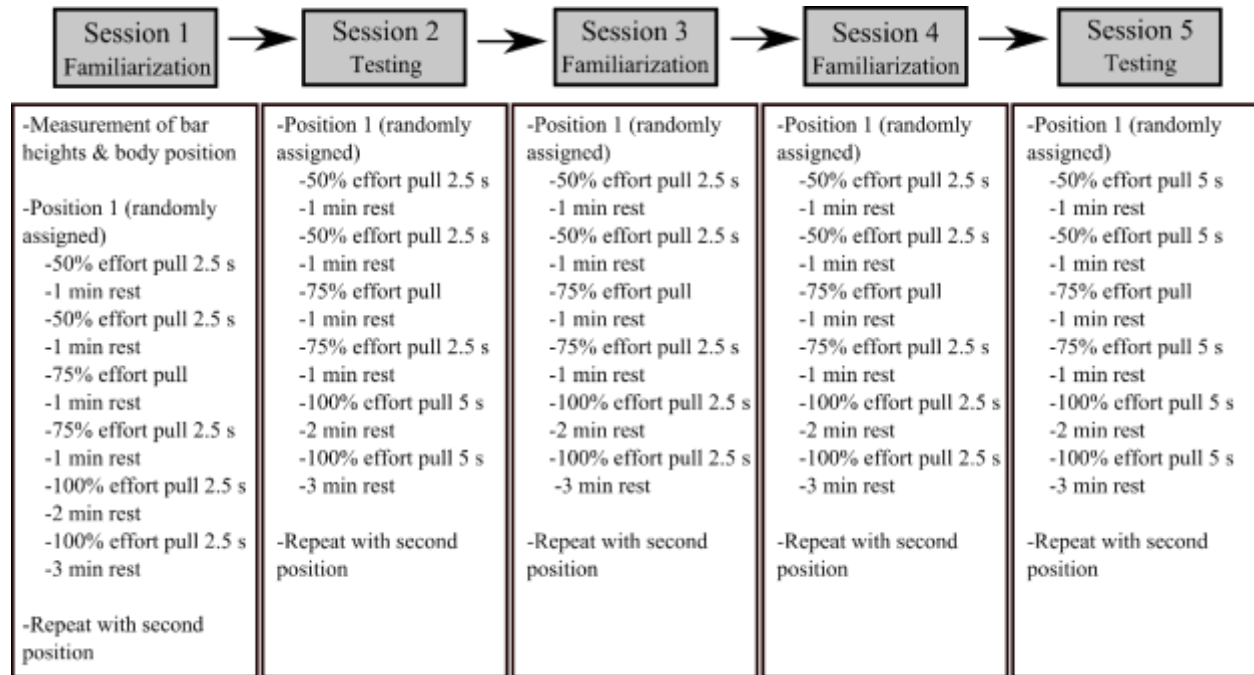 Session 1
Familiarization
Session 2
Testing
Session 3
Familiarization
Session 4
Familiarization
Session 5
Testing
-Measurement of bar
heights & body position
-Position 1 (randomly
assigned)
-50% effort pull 2.5 s
-1 min rest
-50% effort pull 2.5 s
-1 min rest
-75% effort pull
-1 min rest
-75% effort pull 2.5 s
-1 min rest
-100% effort pull 2.5 s
-2 min rest
-100% effort pull 2.5 s
-3 min rest
-Repeat with second
position
-Position 1 (randomly
assigned)
-50% effort pull 2.5 s
-1 min rest
-50% effort pull 2.5 s
-1 min rest
-75% effort pull
-1 min rest
-75% effort pull 2.5 s
-1 min rest
-100% effort pull 5 s
-2 min rest
-100% effort pull 5 s
-3 min rest
-Repeat with second
position
-Position 1 (randomly
assigned)
-50% effort pull 2.5 s
-1 min rest
-50% effort pull 2.5 s
-1 min rest
-75% effort pull
-1 min rest
-75% effort pull 2.5 s
-1 min rest
-100% effort pull 2.5 s
-2 min rest
-100% effort pull 2.5 s
-3 min rest
-Repeat with second
position
-Position 1 (randomly
assigned)
-50% effort pull 2.5 s
-1 min rest
-50% effort pull 2.5 s
-1 min rest
-75% effort pull
-1 min rest
-75% effort pull 2.5 s
-1 min rest
-100% effort pull 2.5 s
-2 min rest
-100% effort pull 2.5 s
-3 min rest
-Repeat with second
position
-Position 1 (randomly
assigned)
-50% effort pull 5 s
-1 min rest
-50% effort pull 5 s
-1 min rest
-75% effort pull
-1 min rest
-75% effort pull 5 s
-1 min rest
-100% effort pull 5 s
-2 min rest
-100% effort pull 5 s
-3 min rest
-Repeat with second
position